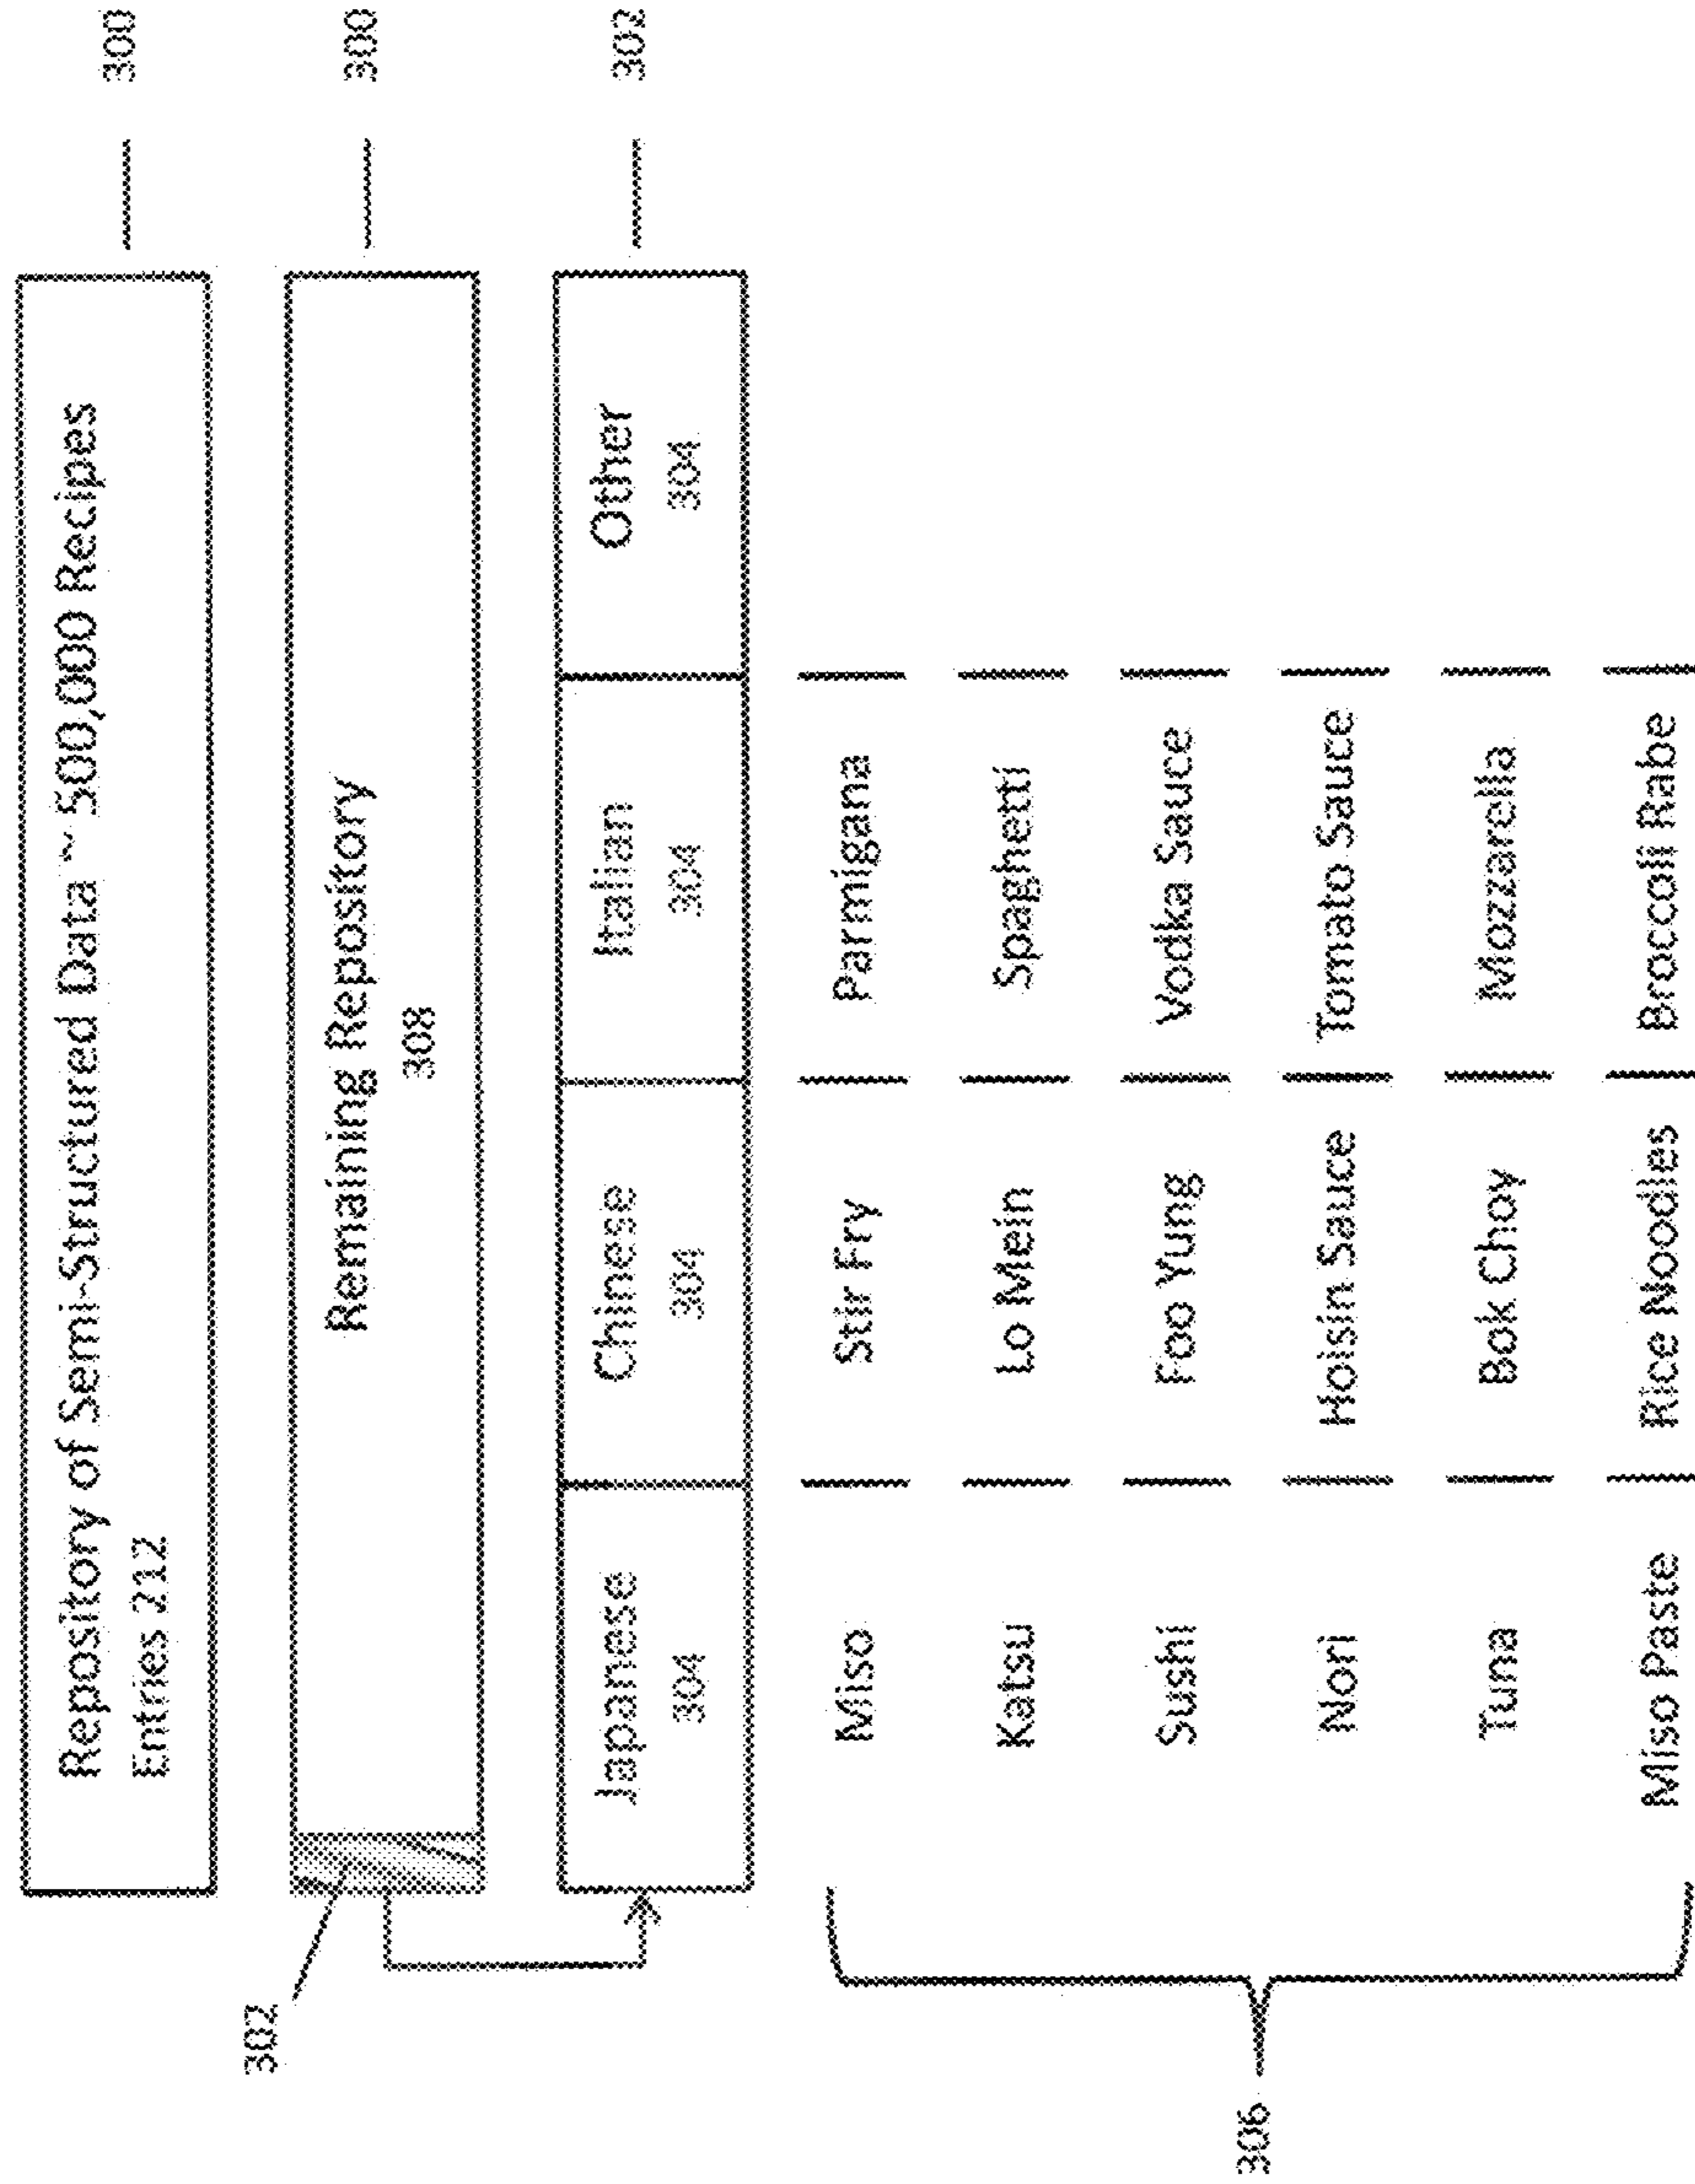 Repository of Semi-Structured Data ~ 500,000 Recipes
Entries 212
300
302
Remaining Repository
308
300
Japanese
304
Chinese
304
Italian
304
Other
304
302
306
Miso | Stir Fry | Parmigana |
Katsu | Lo Mein | Spaghetti |
Sushi | Foo Yung | Vodka Sauce |
Nori | Hoisin Sauce | Tomato Sauce |
Tuna | Bok Choy | Mozzarella |
Miso Paste | Rice Noodles | Broccoli Rabe |